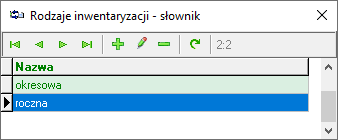 Rodzaje inwentaryzacji - słownik
2:2
Nazwa
okresowa
roczna